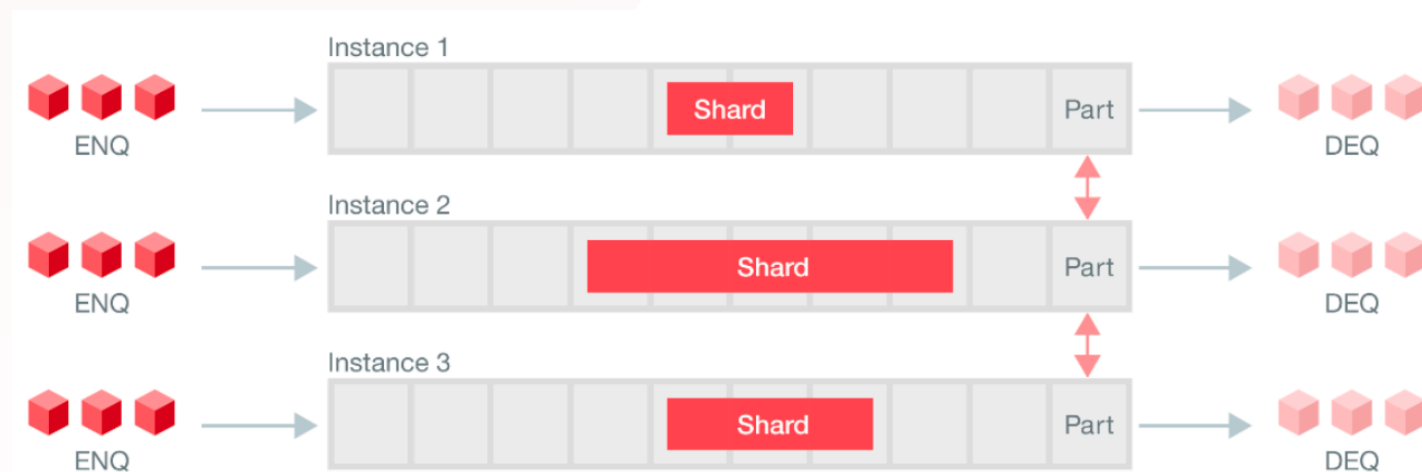 Instance 1
Shard
Part
ENQ
DEQ
Instance 2
Shard
Part
ENQ
DEQ
Instance 3
Shard
Part
ENQ
DEQ